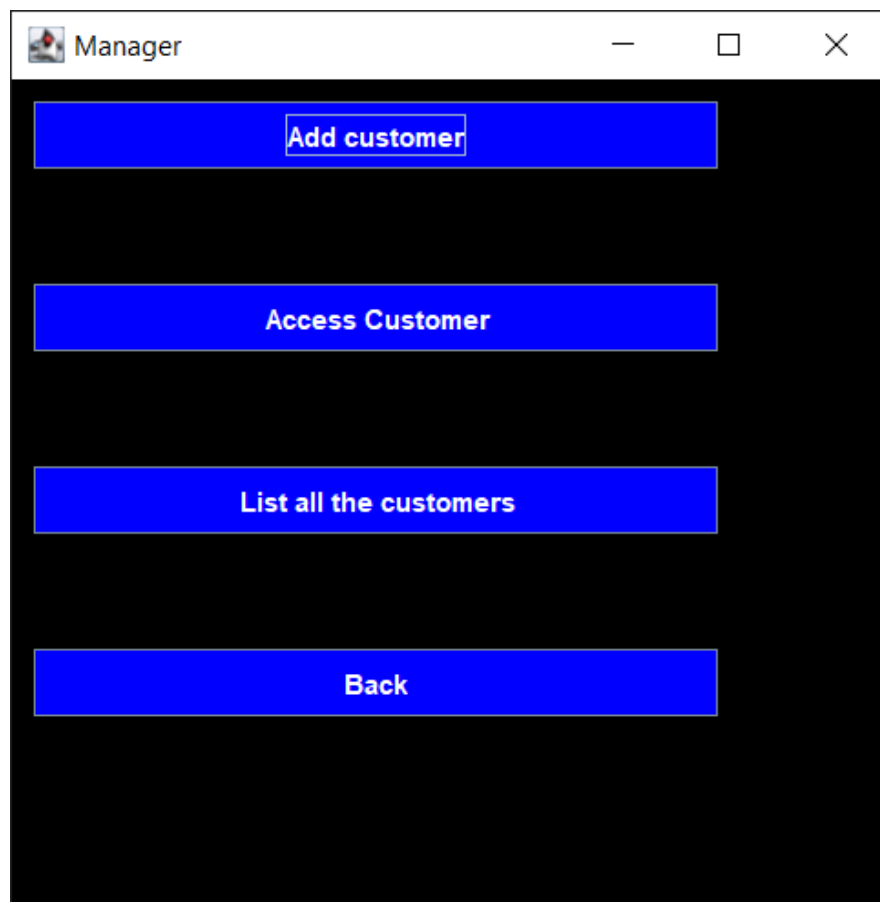 Manager
Add customer
Access Customer
List all the customers
Back